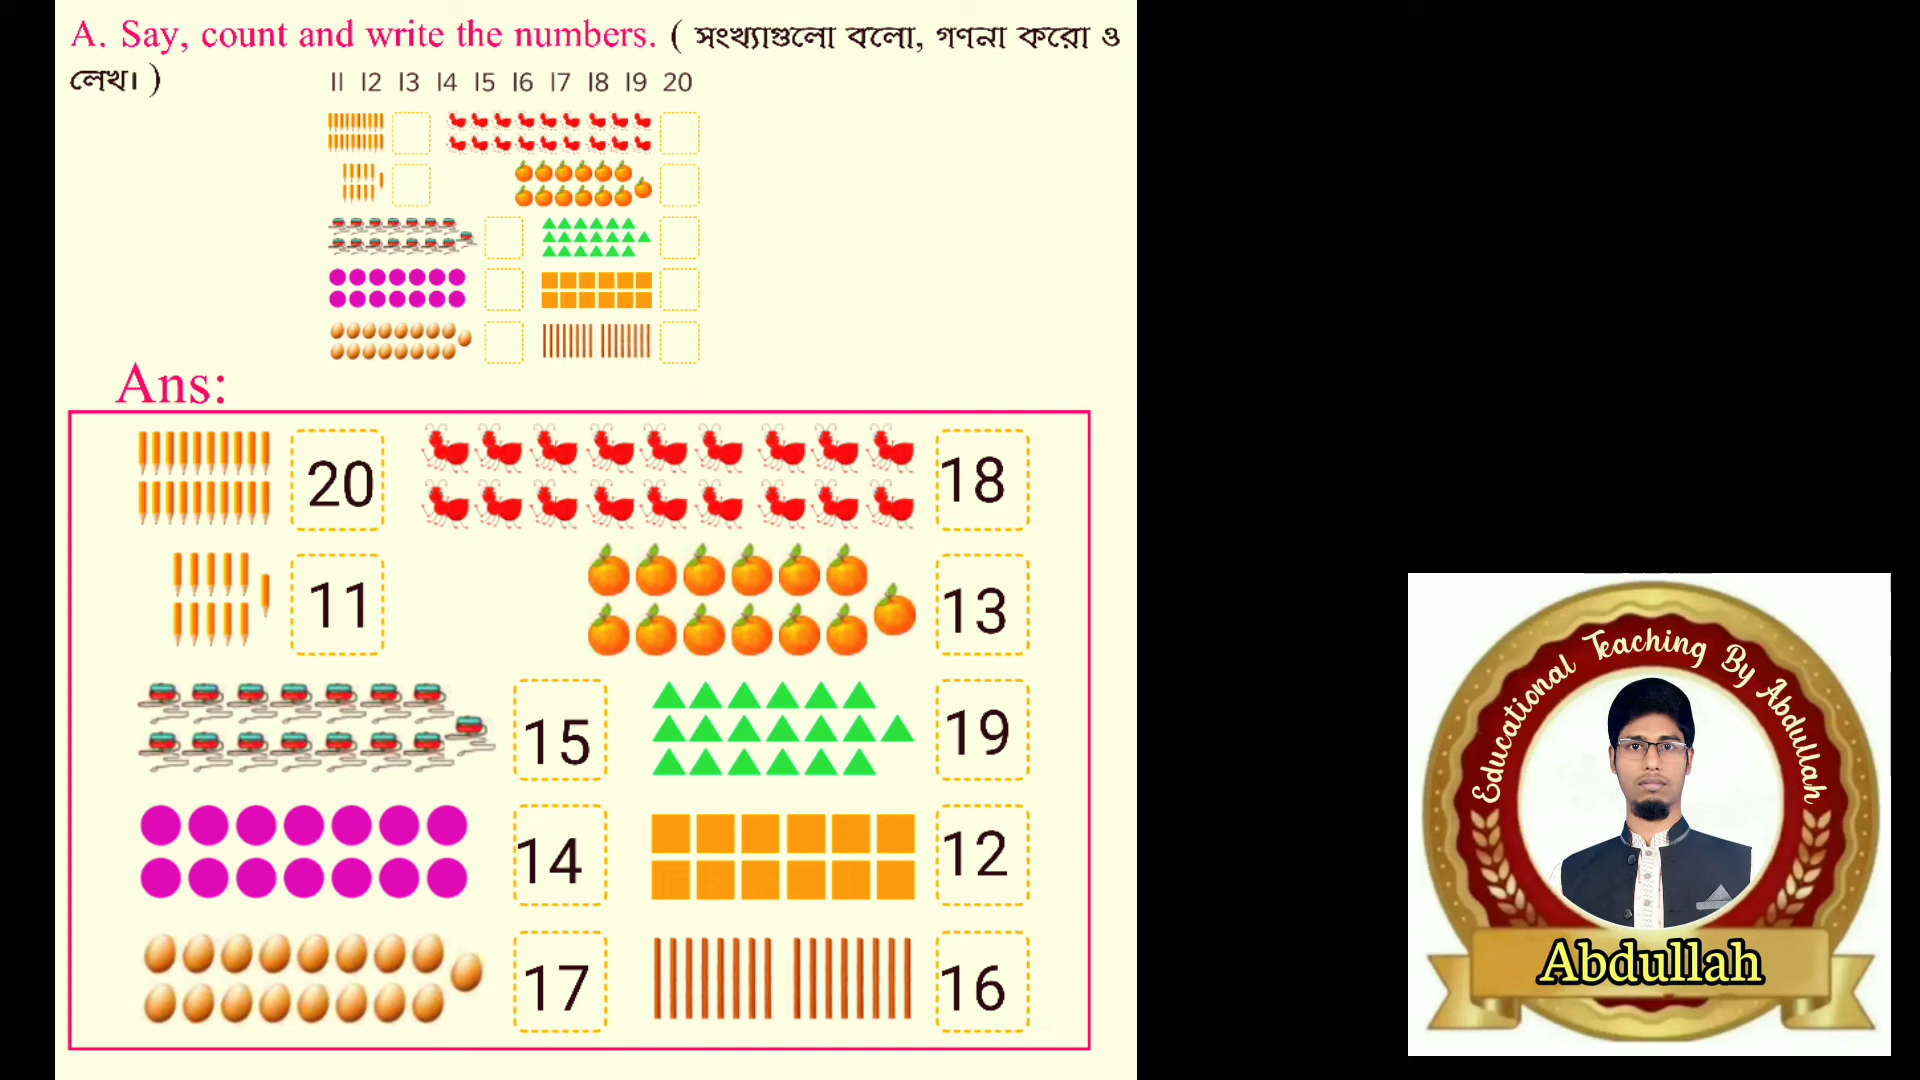 A. Say, count and write the numbers. ( সংখ্যাগুলো বলো, গণনা করো ও
লেখ। )
11 12 13 14 15 16 17 18 19 20
Ans:
20 18
11 13
15 19
14 12
17 16
Educational Teaching By Abdullah
Abdullah